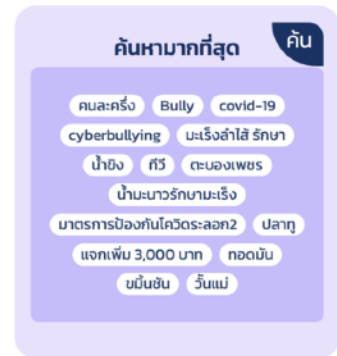 ค้น
ค้นหามากที่สุด
คนละครึ่ง Bully covid-19
cyberbullying มะเร็งลำไส้ รักษา
น้ำขิง ทีวี ตะบองเพชร
น้ำมะนาวรักษามะเร็ง
มาตรการป้องกันโควิดระลอก2 ปลาทู
แจกเพิ่ม 3,000 บาท ทอดมัน
ขมิ้นชัน วั้นแม่